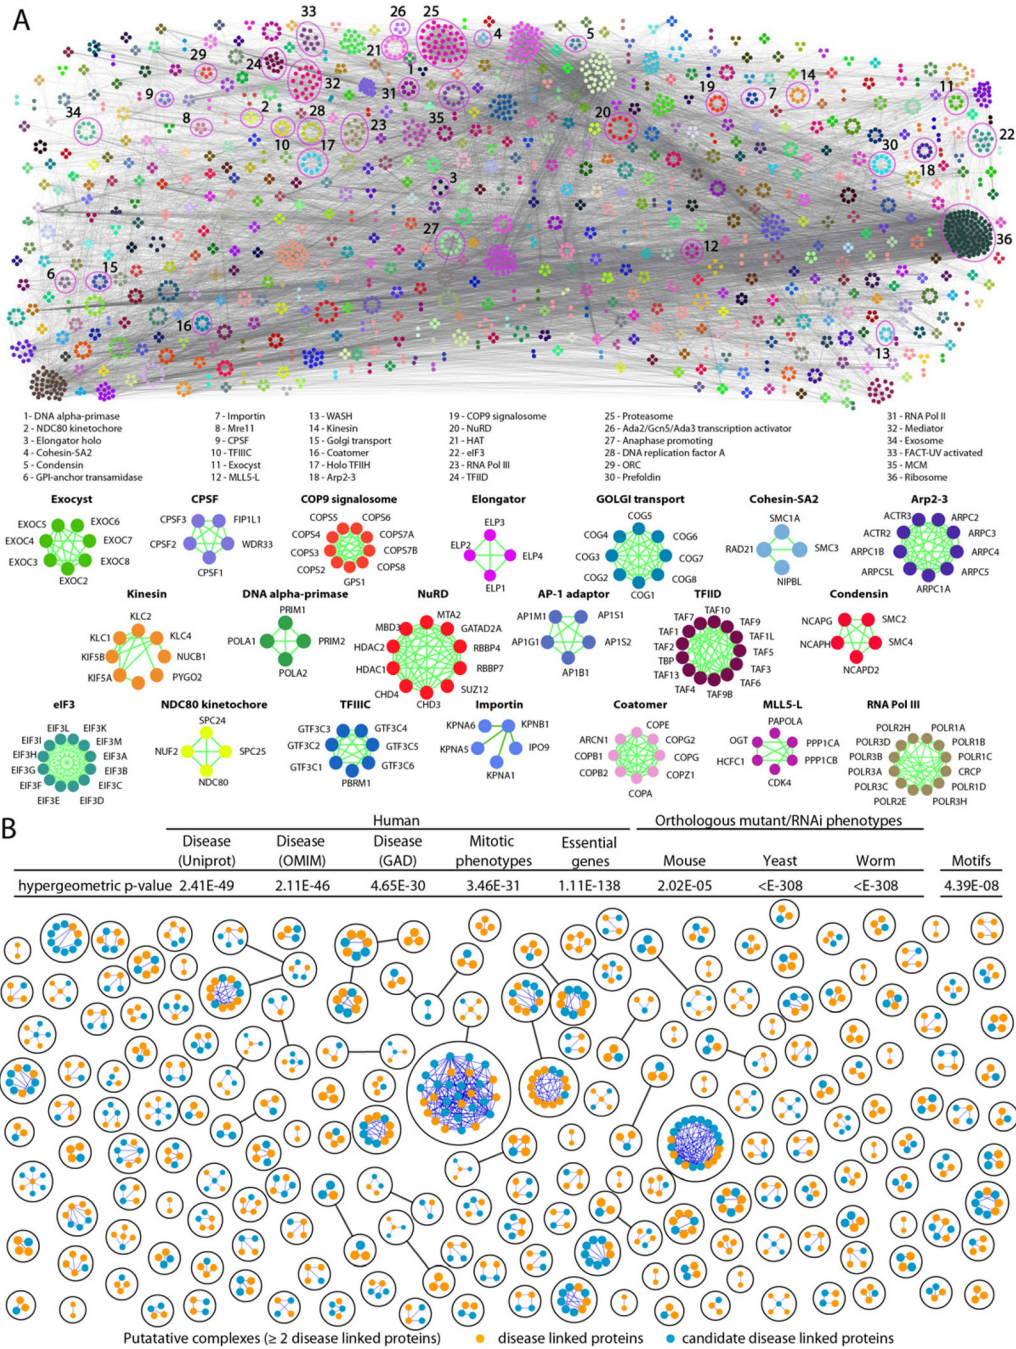 A
33
26
25
4
5
21
29
24
32
31
1
19
7
14
11
9
34
8
2
28
10
23
35
20
22
17
30
18
3
27
12
36
6
15
16
13
1- DNA alpha-primase
2 - NDC80 kinetochore
3 - Elongator holo
4 - Cohesin-SA2
5 - Condensin
6 - GPI-anchor transamidase
7 - Importin
8 - Mre11
9 - CPSF
10 - TFIIIC
11 - Exocyst
12 - MLL5-L
13 - WASH
14 - Kinesin
15 - Golgi transport
16 - Coatomer
17 - Holo TFIIH
18 - Arp2-3
19 - COP9 signalosome
20 - NuRD
21 - HAT
22 - eIF3
23 - RNA Pol III
24 - TFIID
25 - Proteasome
26 - Ada2/Gcn5/Ada3 transcription activator
27 - Anaphase promoting
28 - DNA replication factor A
29 - ORC
30 - Prefoldin
31 - RNA Pol II
32 - Mediator
34 - Exosome
33 - FACT-UV activated
35 - MCM
36 - Ribosome
Exocyst
EXOC5
EXOC6
EXOC4
EXOC7
EXOC3
EXOC8
EXOC2
CPSF
CPSF3
FIP1L1
CPSF2
WDR33
CPSF1
COP9 signalosome
COPS5
COPS6
COPS4
COPS7A
COPS3
COPS7B
COPS2
COPS8
GPS1
Elongator
ELP3
ELP2
ELP4
ELP1
GOLGI transport
COG5
COG4
COG6
COG3
COG7
COG2
COG8
COG1
Cohesin-SA2
SMC1A
RAD21
SMC3
NIPBL
Arp2-3
ACTR3
ARPC2
ACTR2
ARPC3
ARPC1B
ARPC4
ARPC5L
ARPC5
ARPC1A
Kinesin
KLC2
KLC1
KLC4
KIF5B
NUCB1
KIF5A
PYGO2
DNA alpha-primase
PRIM1
POLA1
PRIM2
POLA2
NuRD
MTA2
MBD3
GATAD2A
HDAC2
RBBP4
HDAC1
RBBP7
CHD4
SUZ12
CHD3
AP-1 adaptor
AP1M1
AP1S1
AP1G1
AP1S2
AP1B1
TFIID
TAF10
TAF7
TAF9
TAF1
TAF1L
TAF2
TAF5
TBP
TAF3
TAF13
TAF6
TAF4
TAF9B
Condensin
NCAPG
SMC2
NCAPH
SMC4
NCAPD2
eIF3
EIF3L
EIF3K
EIF3I
EIF3M
EIF3H
EIF3A
EIF3G
EIF3B
EIF3F
EIF3C
EIF3E
EIF3D
NDC80 kinetochore
SPC24
NUF2
SPC25
NDC80
TFIIIC
GTF3C3
GTF3C4
GTF3C2
GTF3C5
GTF3C1
GTF3C6
PBRM1
Importin
KPNA6
KPNB1
KPNA5
IPO9
KPNA1
Coatomer
COPE
ARCN1
COPG2
COPB1
COPG
COPB2
COPZ1
COPA
MLL5-L
PAPOLA
OGT
PPP1CA
HCFC1
PPP1CB
CDK4
RNA Pol III
POLR2H
POLR1A
POLR3D
POLR1B
POLR3B
POLR1C
POLR3A
CRCP
POLR3C
POLR1D
POLR2E
POLR3H
B
Human
Orthologous mutant/RNAi phenotypes
Disease (Uniprot)
Disease (OMIM)
Disease (GAD)
Mitotic phenotypes
Essential genes
Mouse
Yeast
Worm
Motifs
hypergeometric p-value 2.41E-49 2.11E-46 4.65E-30 3.46E-31 1.11E-138 2.02E-05 <E-308 <E-308 4.39E-08
Putatative complexes (≥ 2 disease linked proteins)
disease linked proteins
candidate disease linked proteins